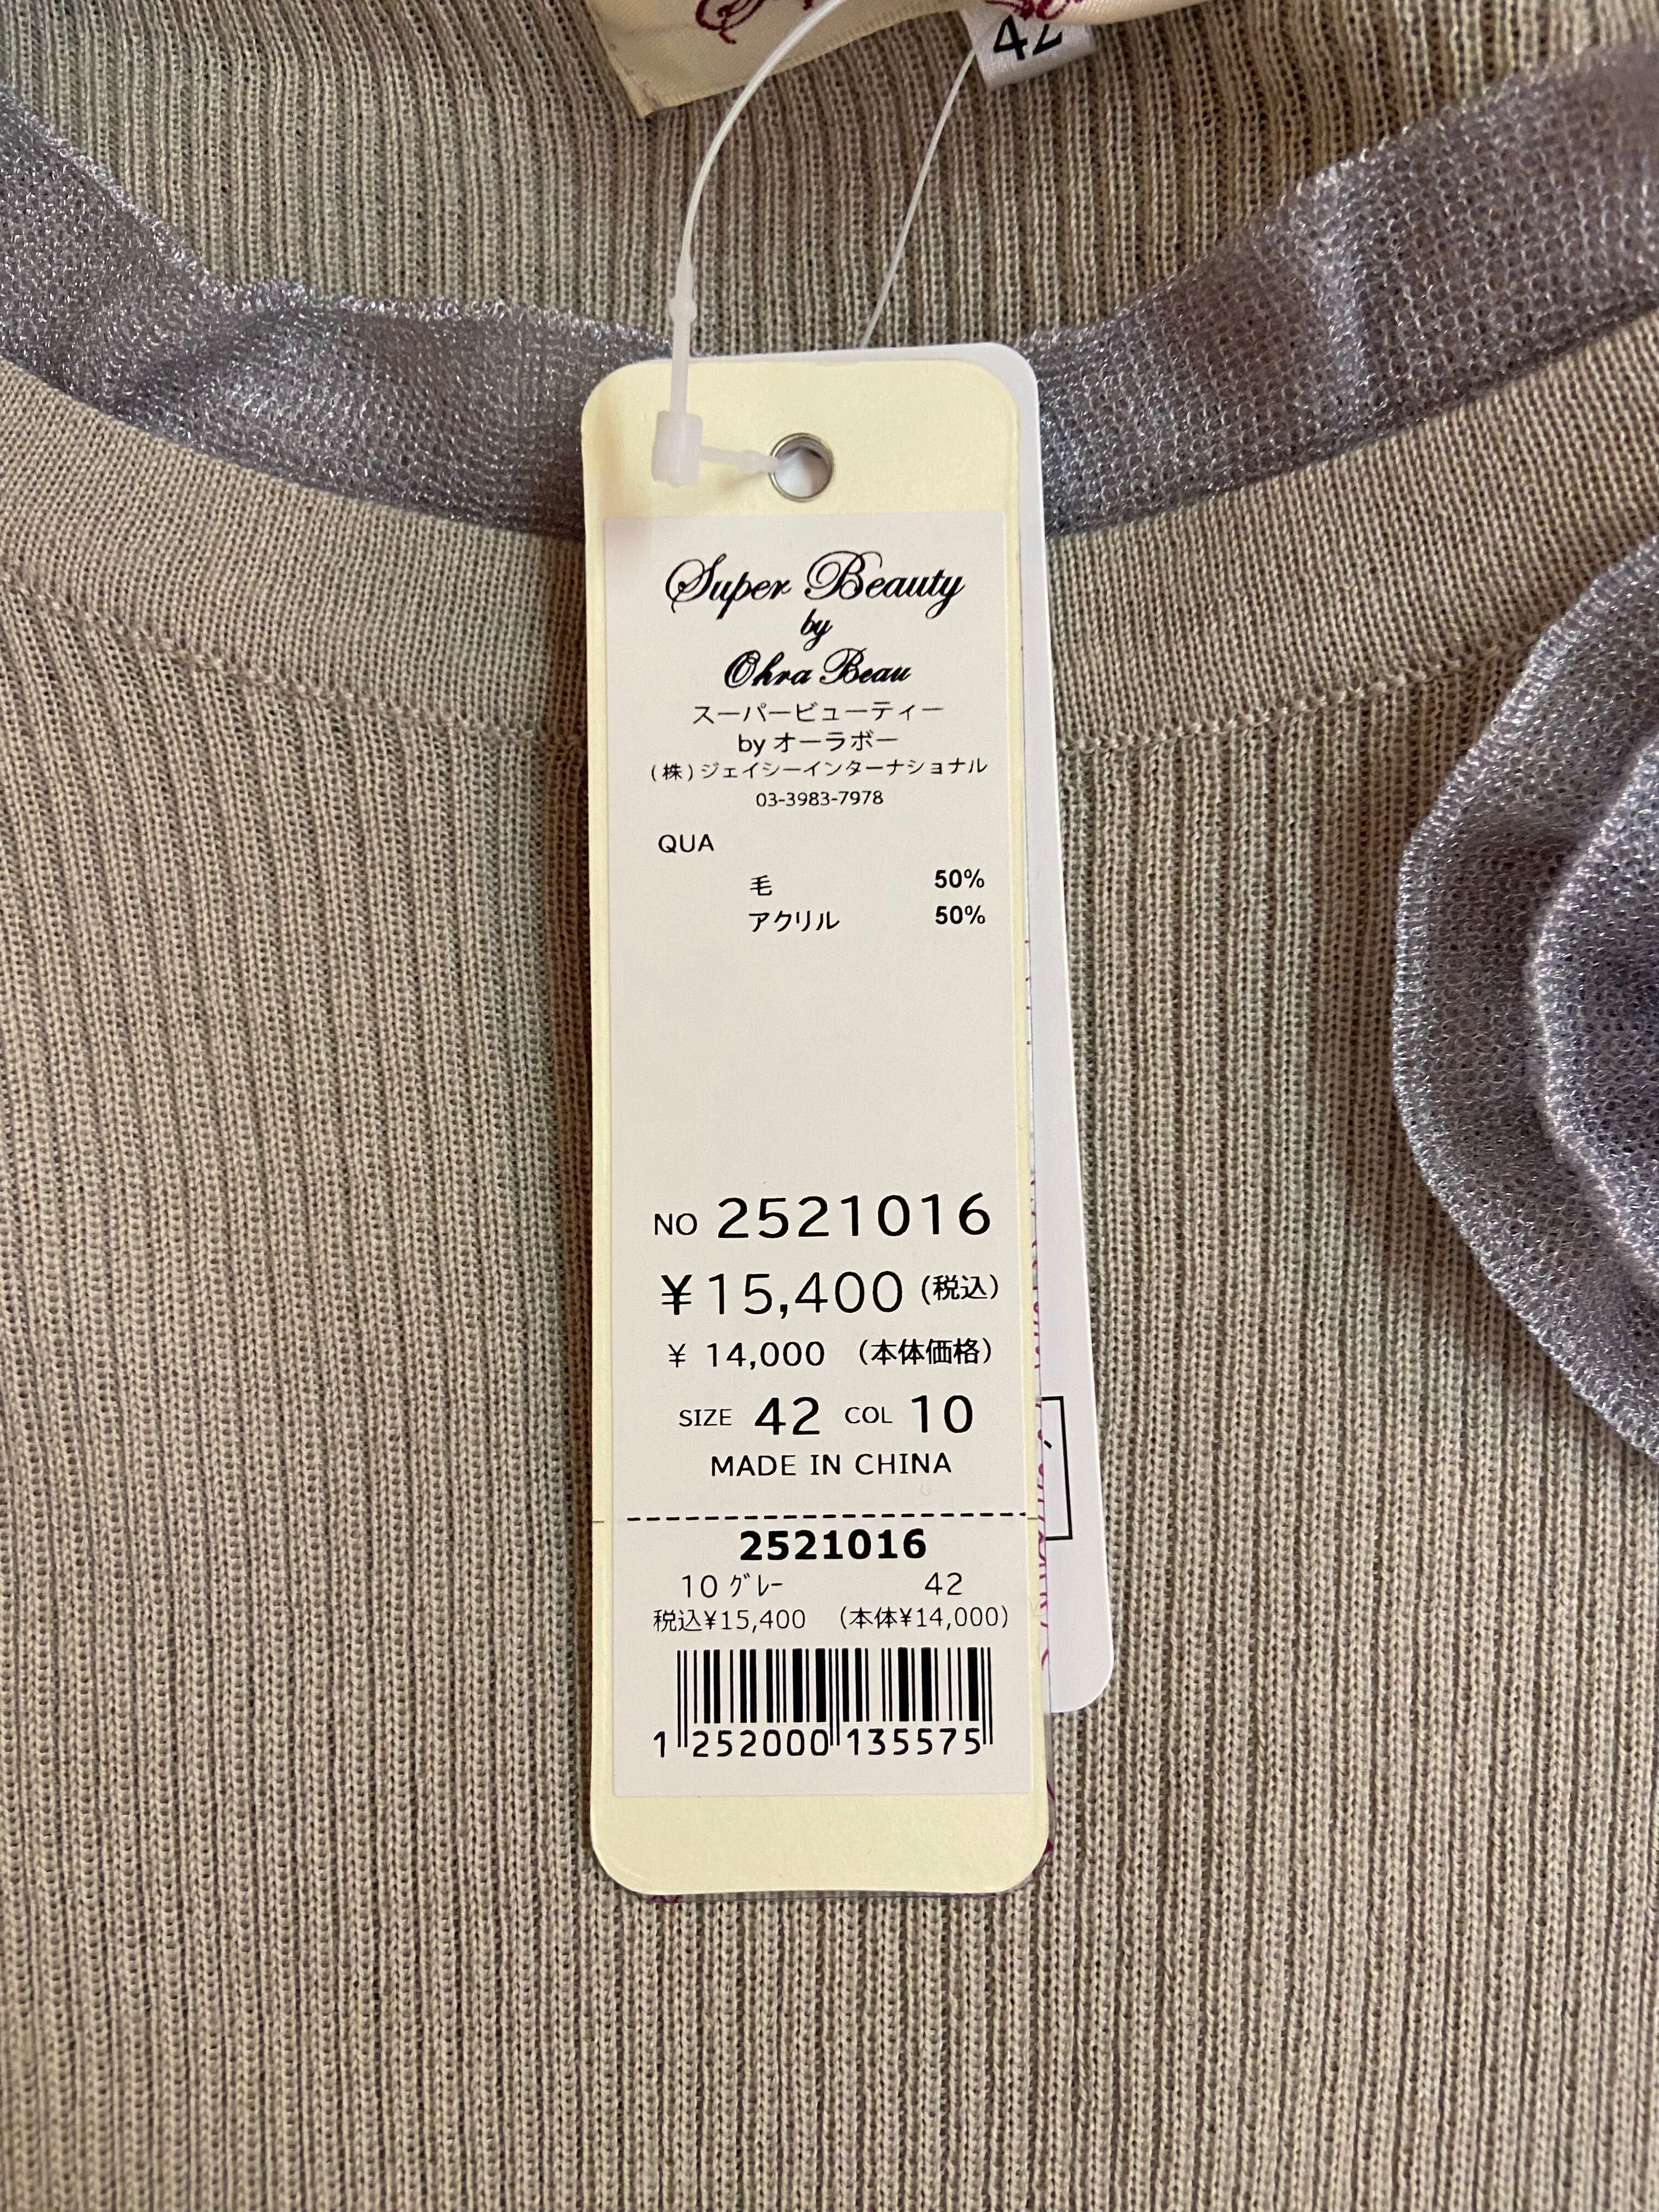 42
Super Beauty
by
Ohra Beau
スーパービューティー
by オーラボー
(株)ジェイシーインターナショナル
03-3983-7978
QUA
毛 50%
アクリル 50%
NO 2521016
¥15,400 (税込)
¥ 14,000 (本体価格)
SIZE 42 COL 10
MADE IN CHINA
2521016
10 ｸﾞﾚｰ 42
税込¥15,400 (本体¥14,000)
1 252000 135575